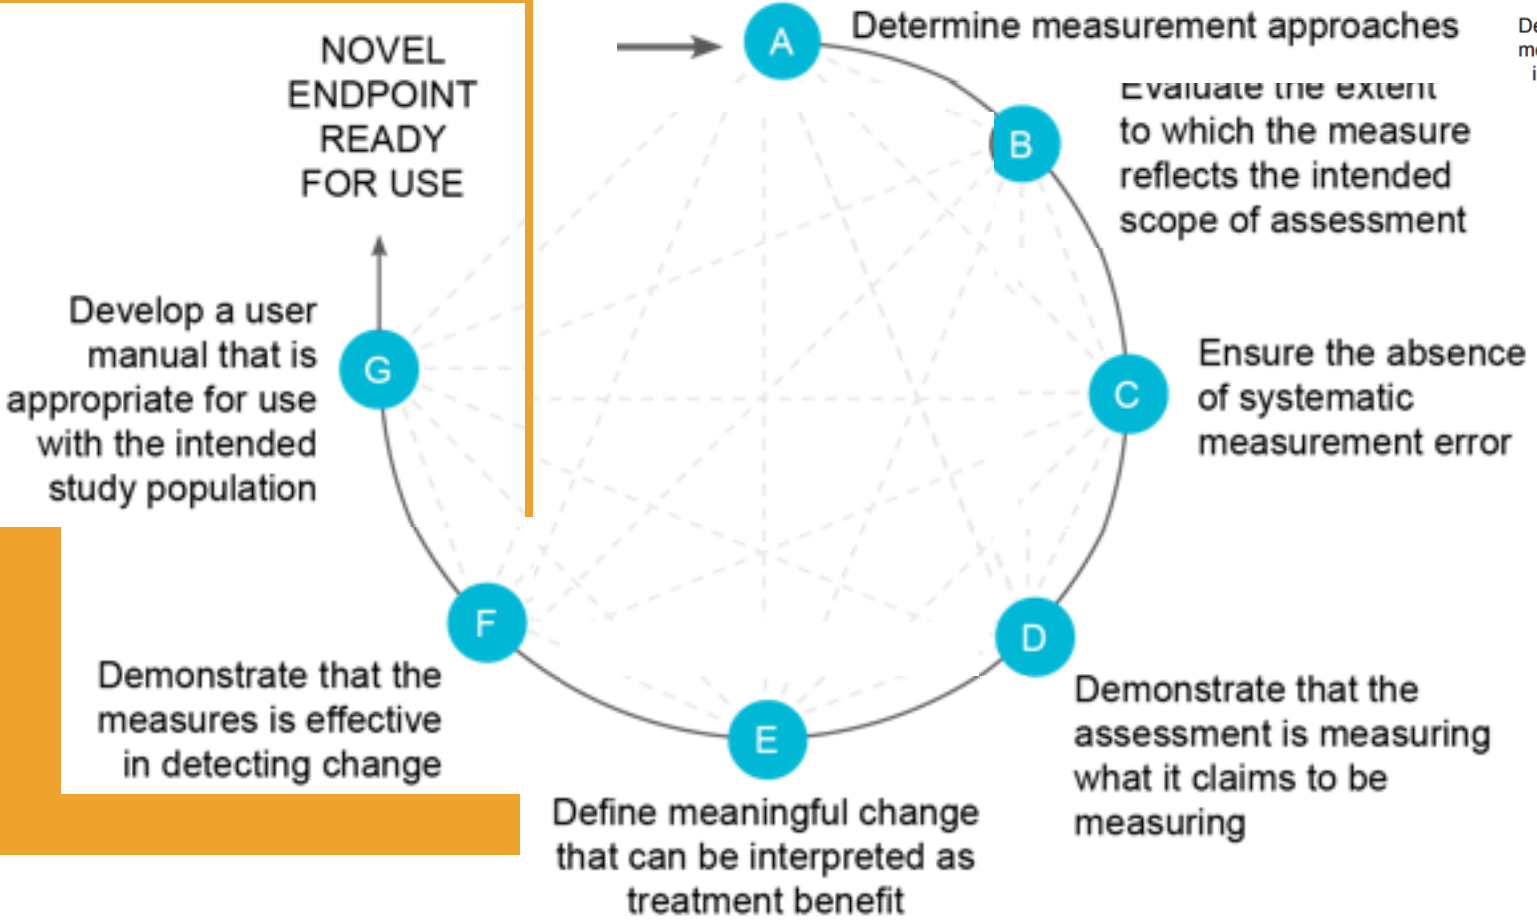 NOVEL
ENDPOINT
READY
FOR USE
A
Determine measurement approaches
B
Evaluate the extent
to which the measure
reflects the intended
scope of assessment
C
Ensure the absence
of systematic
measurement error
D
Demonstrate that the
assessment is measuring
what it claims to be
measuring
E
Define meaningful change
that can be interpreted as
treatment benefit
F
Demonstrate that the
measures is effective
in detecting change
G
Develop a user
manual that is
appropriate for use
with the intended
study population